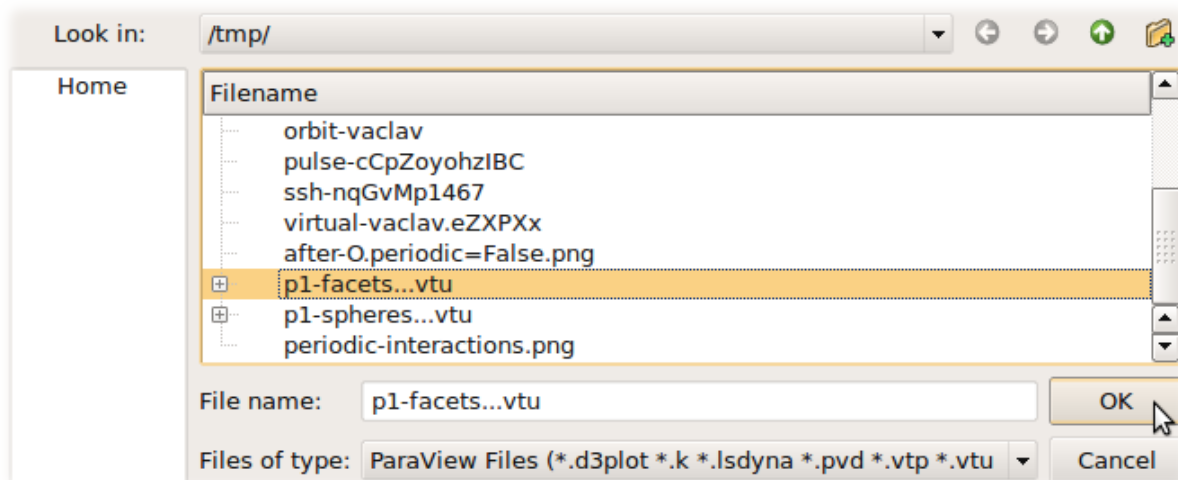 Look in: /tmp/
Home
Filename
orbit-vaclav
pulse-cCpZoyohzIBC
ssh-nqGvMp1467
virtual-vaclav.eZXPXx
after-O.periodic=False.png
p1-facets...vtu
p1-spheres...vtu
periodic-interactions.png
File name: p1-facets...vtu OK
Files of type: ParaView Files (*.d3plot *.k *.lsdyna *.pvd *.vtp *.vtu Cancel